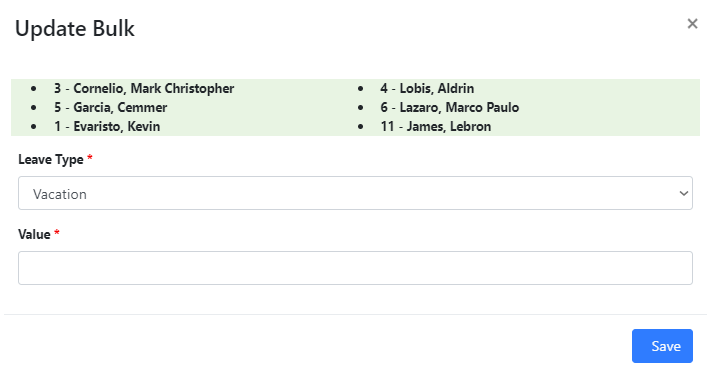 Update Bulk
×
3 - Cornelio, Mark Christopher
4 - Lobis, Aldrin
5 - Garcia, Cemmer
6 - Lazaro, Marco Paulo
1 - Evaristo, Kevin
11 - James, Lebron
Leave Type *
Vacation
Value *
Save